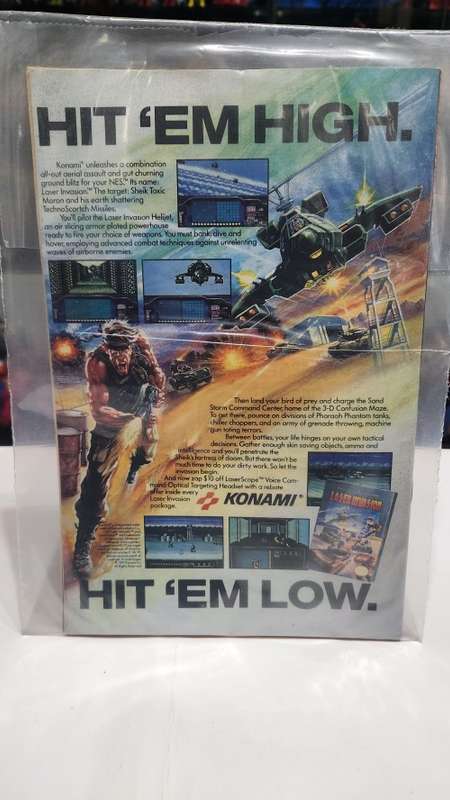 HIT 'EM HIGH.
Konami® unleashes a combination
all-out aerial assault and gut churning
ground blitz for your NES.™ Its name:
Laser Invasion.™ The target: Sheik Toxic
Moron and his earth shattering
TechnoScortch Missiles.
You'll pilot the Laser Invasion Helijet,
an air slicing armor plated powerhouse
ready to fire your choice of weapons. You must bank, dive and
hover, employing advanced combat techniques against unrelenting
waves of airborne enemies.
Then land your bird of prey and charge the Sand
Storm Command Center, home of the 3-D Confusion Maze.
To get there, pounce on divisions of Pharaoh Phantom tanks,
chiller choppers, and an army of grenade throwing, machine
gun toting terrors.
Between battles, your life hinges on your own tactical
decisions. Gather enough skin saving objects, ammo and
intelligence and you'll penetrate the
Sheik's fortress of doom. But there won't be
much time to do your dirty work. So let the
invasion begin.
And now zap $10 off LaserScope™ Voice Com-
mand Optical Targeting Headset with a rebate
offer inside every
Laser Invasion
package.
KONAMI®
LASER INVASION
HIT 'EM LOW.